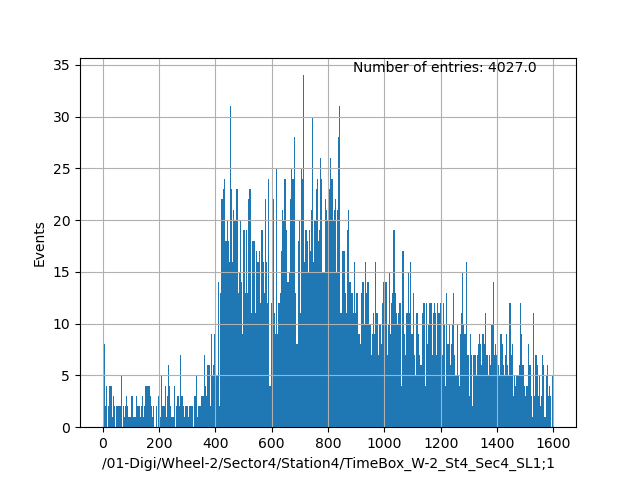 Number of entries: 4027.0
Events
35
30
25
20
15
10
5
0
0 200 400 600 800 1000 1200 1400 1600
/01-Digi/Wheel-2/Sector4/Station4/TimeBox_W-2_St4_Sec4_SL1;1